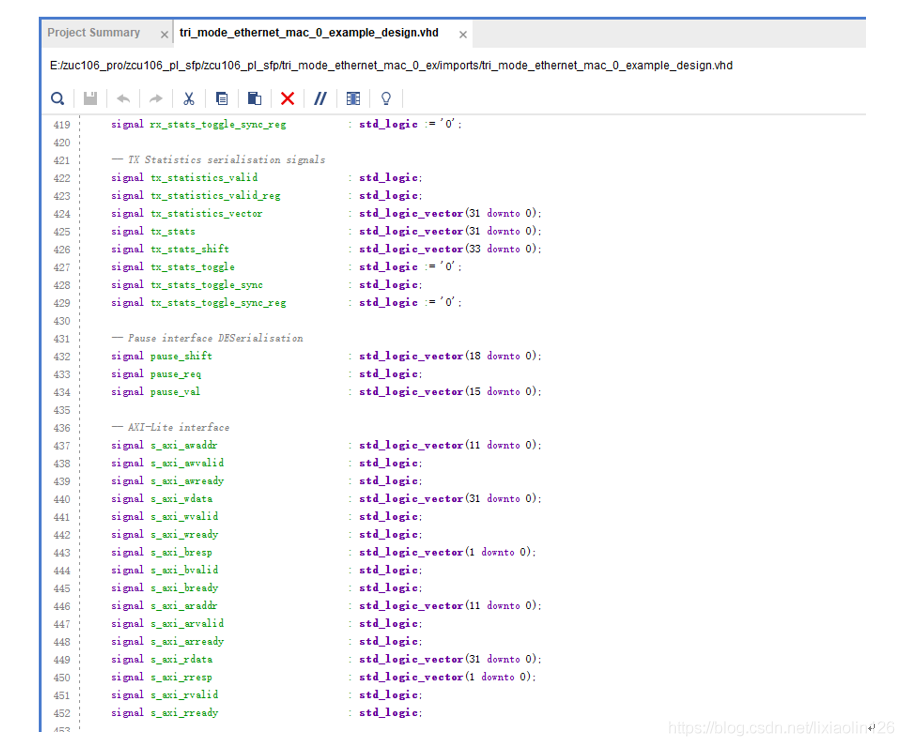 Project Summary × tri_mode_ethernet_mac_0_example_design.vhd ×
E:/zuc106_pro/zcu106_pl_sfp/zcu106_pl_sfp/tri_mode_ethernet_mac_0_ex/imports/tri_mode_ethernet_mac_0_example_design.vhd
419 signal rx_stats_toggle_sync_reg : std_logic := '0';
420
421 -- TX Statistics serialisation signals
422 signal tx_statistics_valid : std_logic;
423 signal tx_statistics_valid_reg : std_logic;
424 signal tx_statistics_vector : std_logic_vector(31 downto 0);
425 signal tx_stats : std_logic_vector(31 downto 0);
426 signal tx_stats_shift : std_logic_vector(33 downto 0);
427 signal tx_stats_toggle : std_logic := '0';
428 signal tx_stats_toggle_sync : std_logic;
429 signal tx_stats_toggle_sync_reg : std_logic := '0';
430
431 -- Pause interface DESerialisation
432 signal pause_shift : std_logic_vector(18 downto 0);
433 signal pause_req : std_logic;
434 signal pause_val : std_logic_vector(15 downto 0);
435
436 -- AXI-Lite interface
437 signal s_axi_awaddr : std_logic_vector(11 downto 0);
438 signal s_axi_awvalid : std_logic;
439 signal s_axi_awready : std_logic;
440 signal s_axi_wdata : std_logic_vector(31 downto 0);
441 signal s_axi_wvalid : std_logic;
442 signal s_axi_wready : std_logic;
443 signal s_axi_bresp : std_logic_vector(1 downto 0);
444 signal s_axi_bvalid : std_logic;
445 signal s_axi_bready : std_logic;
446 signal s_axi_araddr : std_logic_vector(11 downto 0);
447 signal s_axi_arvalid : std_logic;
448 signal s_axi_arready : std_logic;
449 signal s_axi_rdata : std_logic_vector(31 downto 0);
450 signal s_axi_rresp : std_logic_vector(1 downto 0);
451 signal s_axi_rvalid : std_logic;
452 signal s_axi_rready : std_logic;
453